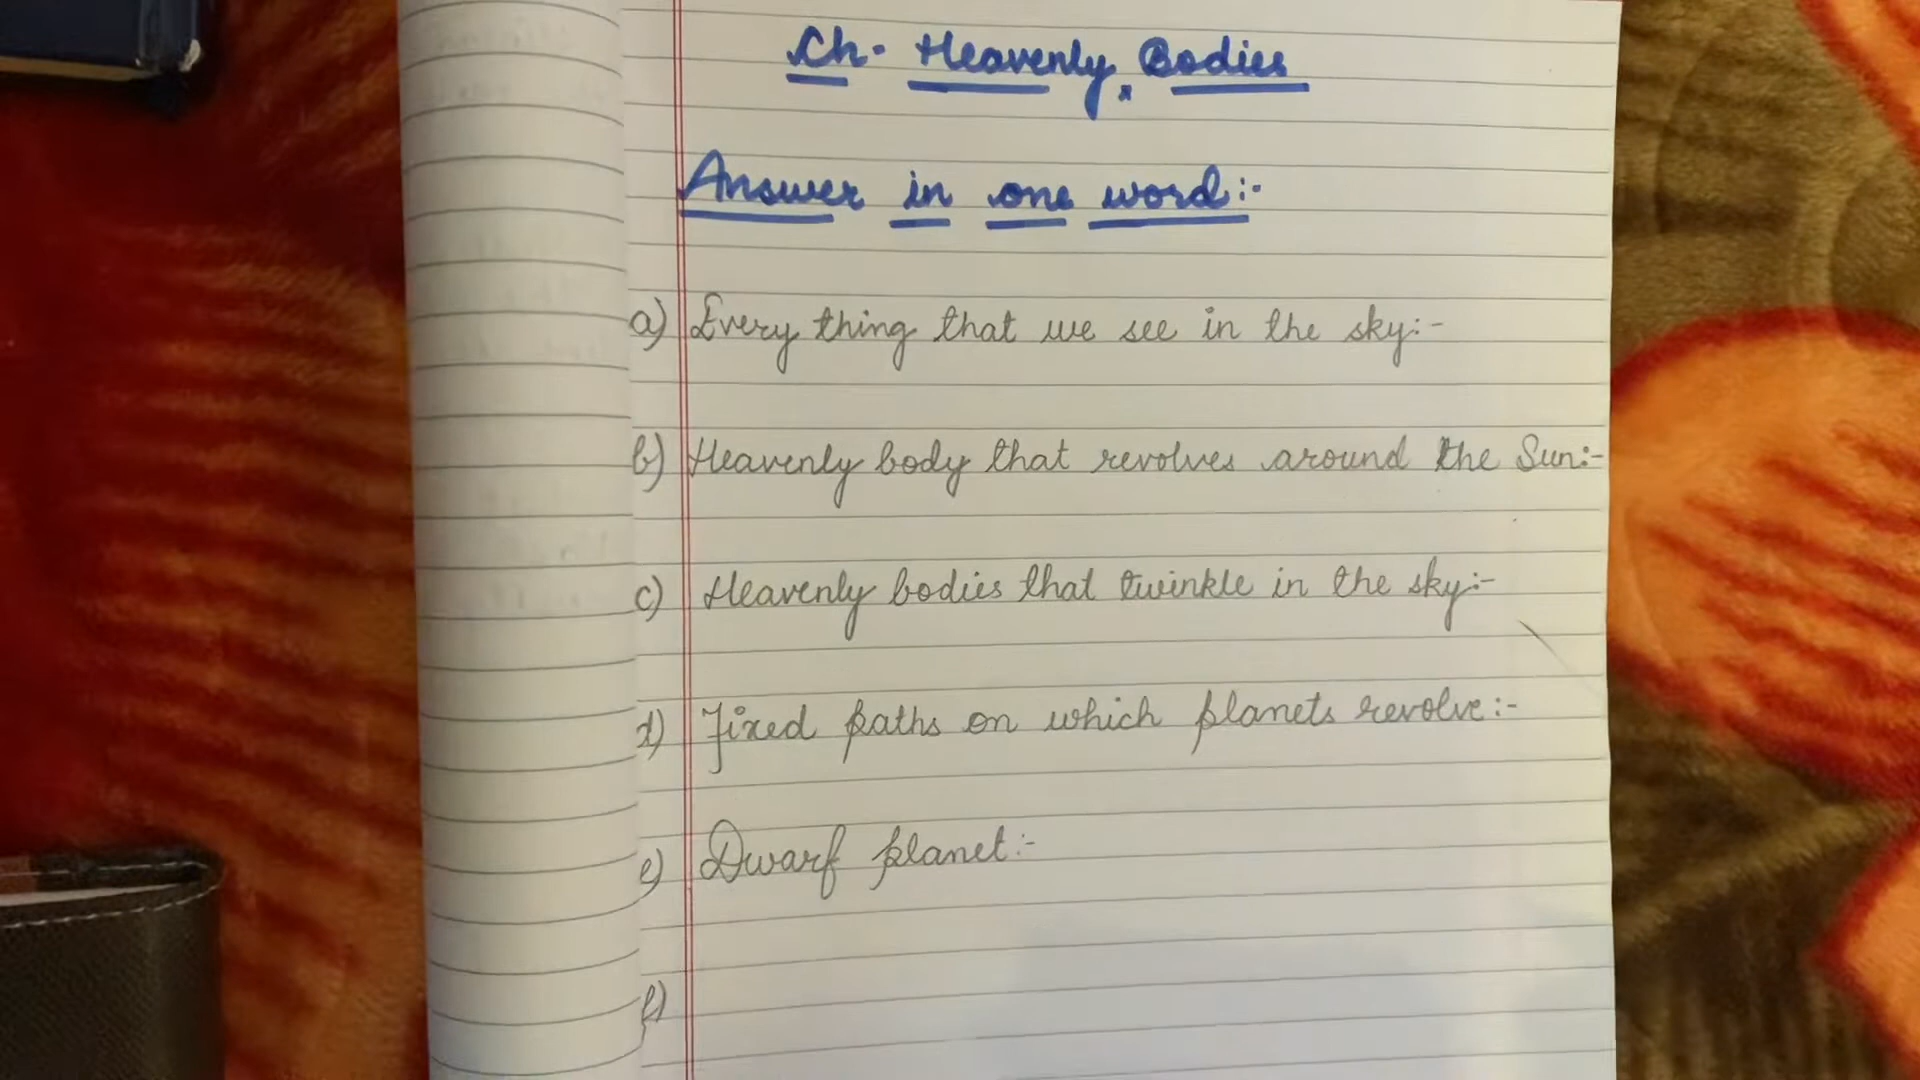 Ch- Heavenly Bodies
Answer in one word:-
a) Every thing that we see in the sky:-
b) Heavenly body that revolves around the Sun:-
c) Heavenly bodies that twinkle in the sky:-
d) Fixed paths on which planets revolve:-
e) Dwarf planet:-
f)